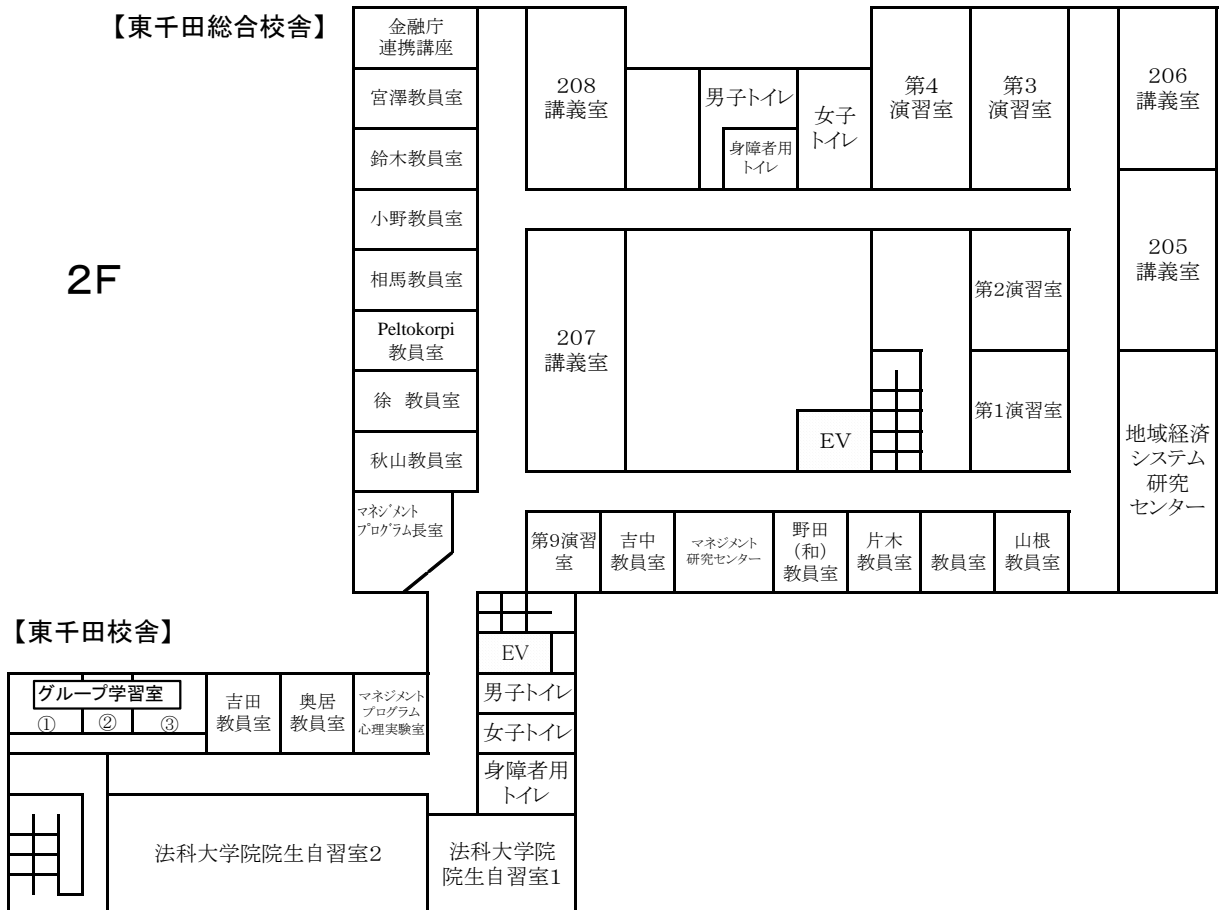 【東千田総合校舎】
2F
金融庁
連携講座
宮澤教員室
鈴木教員室
小野教員室
相馬教員室
Peltokorpi
教員室
徐 教員室
秋山教員室
マネジメント
プログラム長室
208
講義室
男子トイレ
身障者用
トイレ
女子
トイレ
第4
演習室
第3
演習室
206
講義室
205
講義室
207
講義室
EV
第2演習室
第1演習室
地域経済
システム
研究
センター
第9演習
室
吉中
教員室
マネジメント
研究センター
野田
(和)
教員室
片木
教員室
教員室
山根
教員室
【東千田校舎】
グループ学習室
① ② ③
吉田
教員室
奥居
教員室
マネジメント
プログラム
心理実験室
EV
男子トイレ
女子トイレ
身障者用
トイレ
法科大学院院生自習室2
法科大学院
院生自習室1